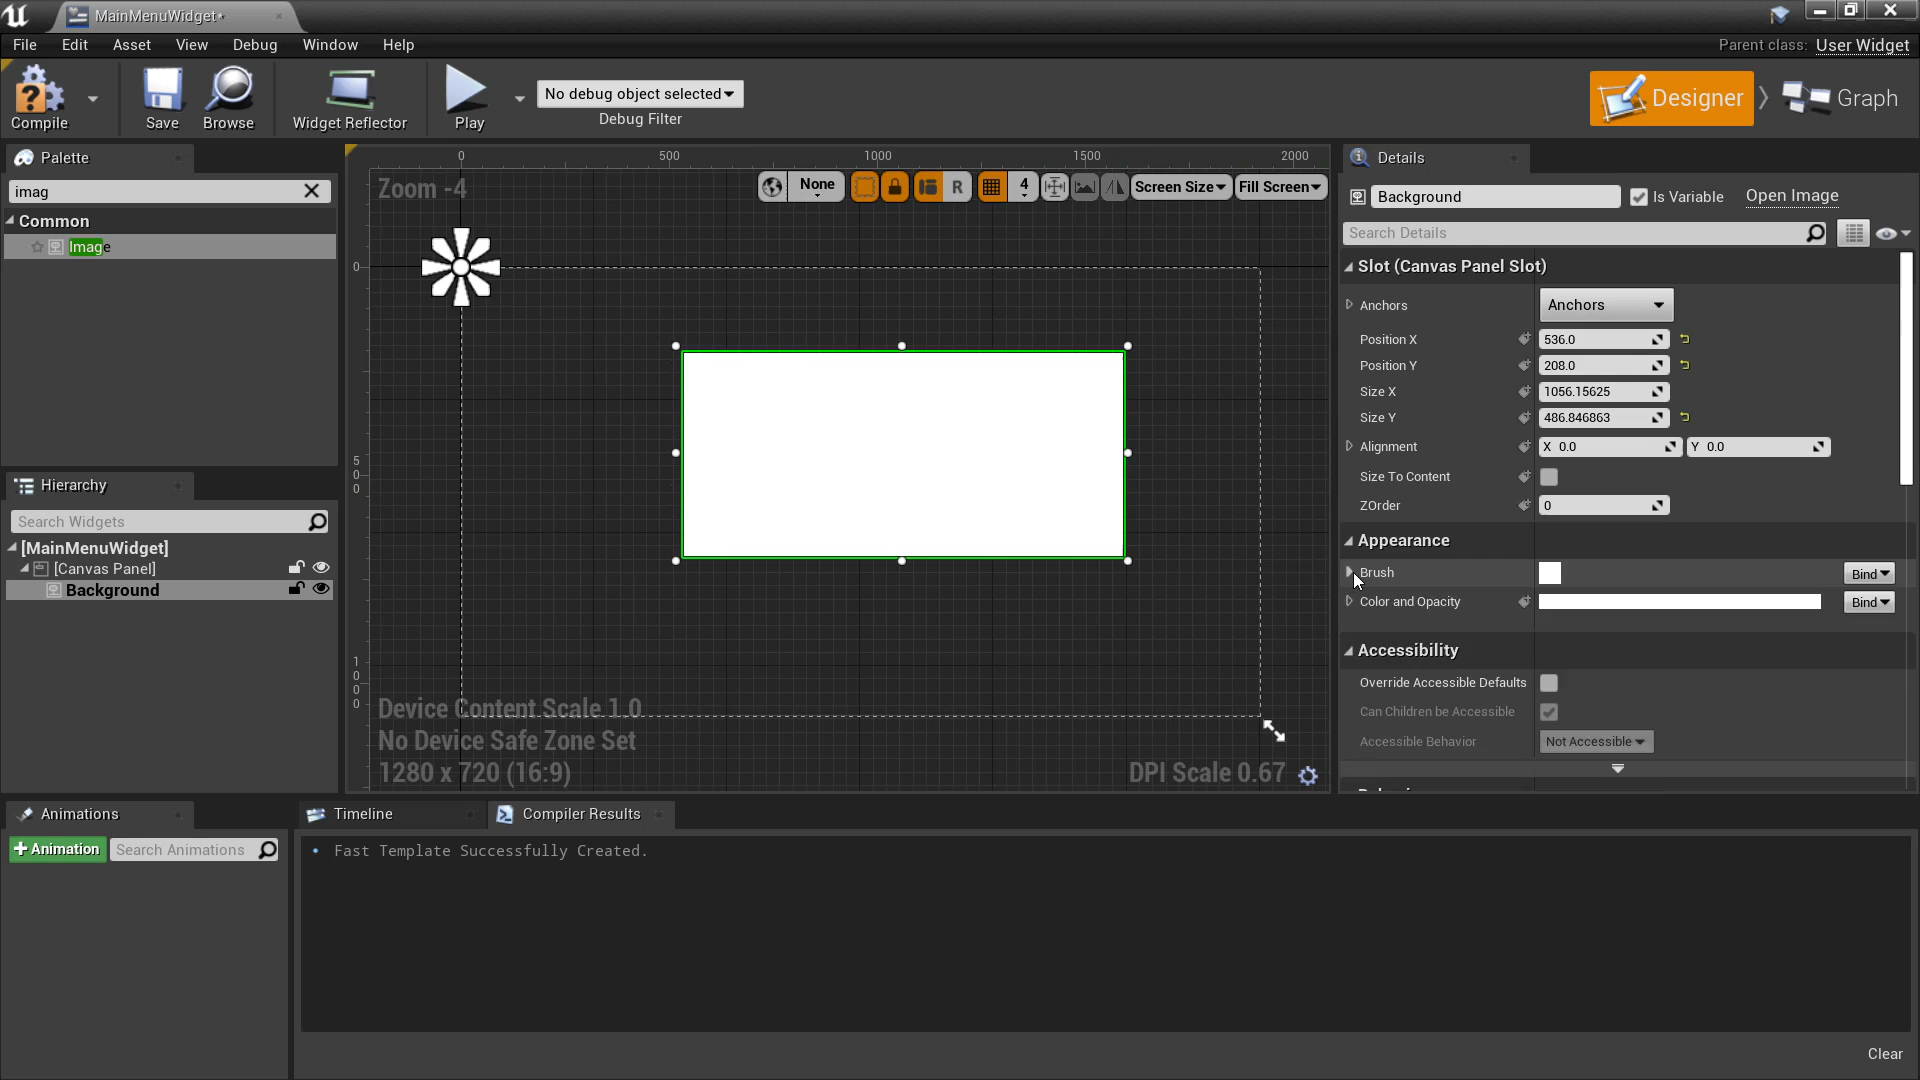 MainMenuWidget*
File Edit Asset View Debug Window Help
Parent class: User Widget
Compile
Save
Browse
Widget Reflector
Play
No debug object selected
Debug Filter
Designer
Graph
Palette
imag
Common
Image
Hierarchy
Search Widgets
[MainMenuWidget]
[Canvas Panel]
Background
0 500 1000 1500 2000
Zoom -4
None
R
4
Screen Size
Fill Screen
0
500
1000
Device Content Scale 1.0
No Device Safe Zone Set
1280 x 720 (16:9)
DPI Scale 0.67
Details
Background
Is Variable
Open Image
Search Details
Slot (Canvas Panel Slot)
Anchors Anchors
Position X 536.0
Position Y 208.0
Size X 1056.15625
Size Y 486.846863
Alignment X 0.0 Y 0.0
Size To Content
ZOrder 0
Appearance
Brush Bind
Color and Opacity Bind
Accessibility
Override Accessible Defaults
Can Children be Accessible
Accessible Behavior Not Accessible
Animations
+ Animation
Search Animations
Timeline
Compiler Results
• Fast Template Successfully Created.
Clear